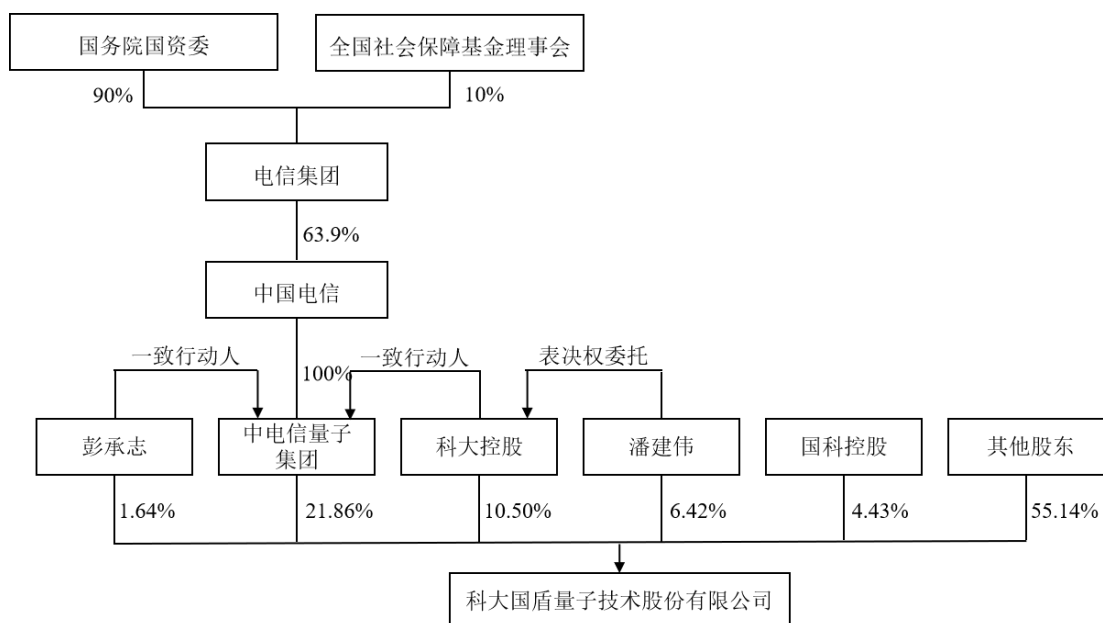 国务院国资委
全国社会保障基金理事会
90%
10%
电信集团
63.9%
中国电信
一致行动人
一致行动人
表决权委托
100%
彭承志
中电信量子
集团
科大控股
潘建伟
国科控股
其他股东
1.64%
21.86%
10.50%
6.42%
4.43%
55.14%
科大国盾量子技术股份有限公司